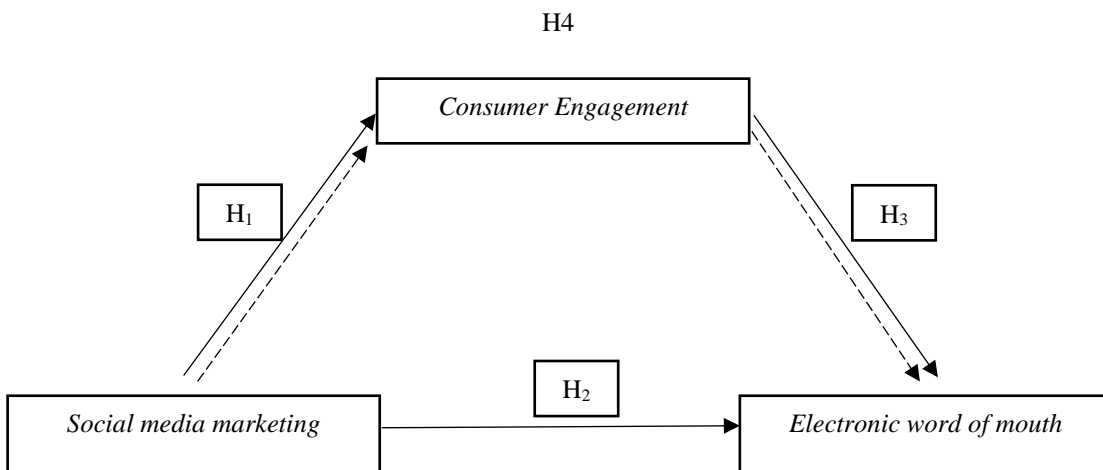 H4
Consumer Engagement
H₁
H₃
H₂
Social media marketing
Electronic word of mouth